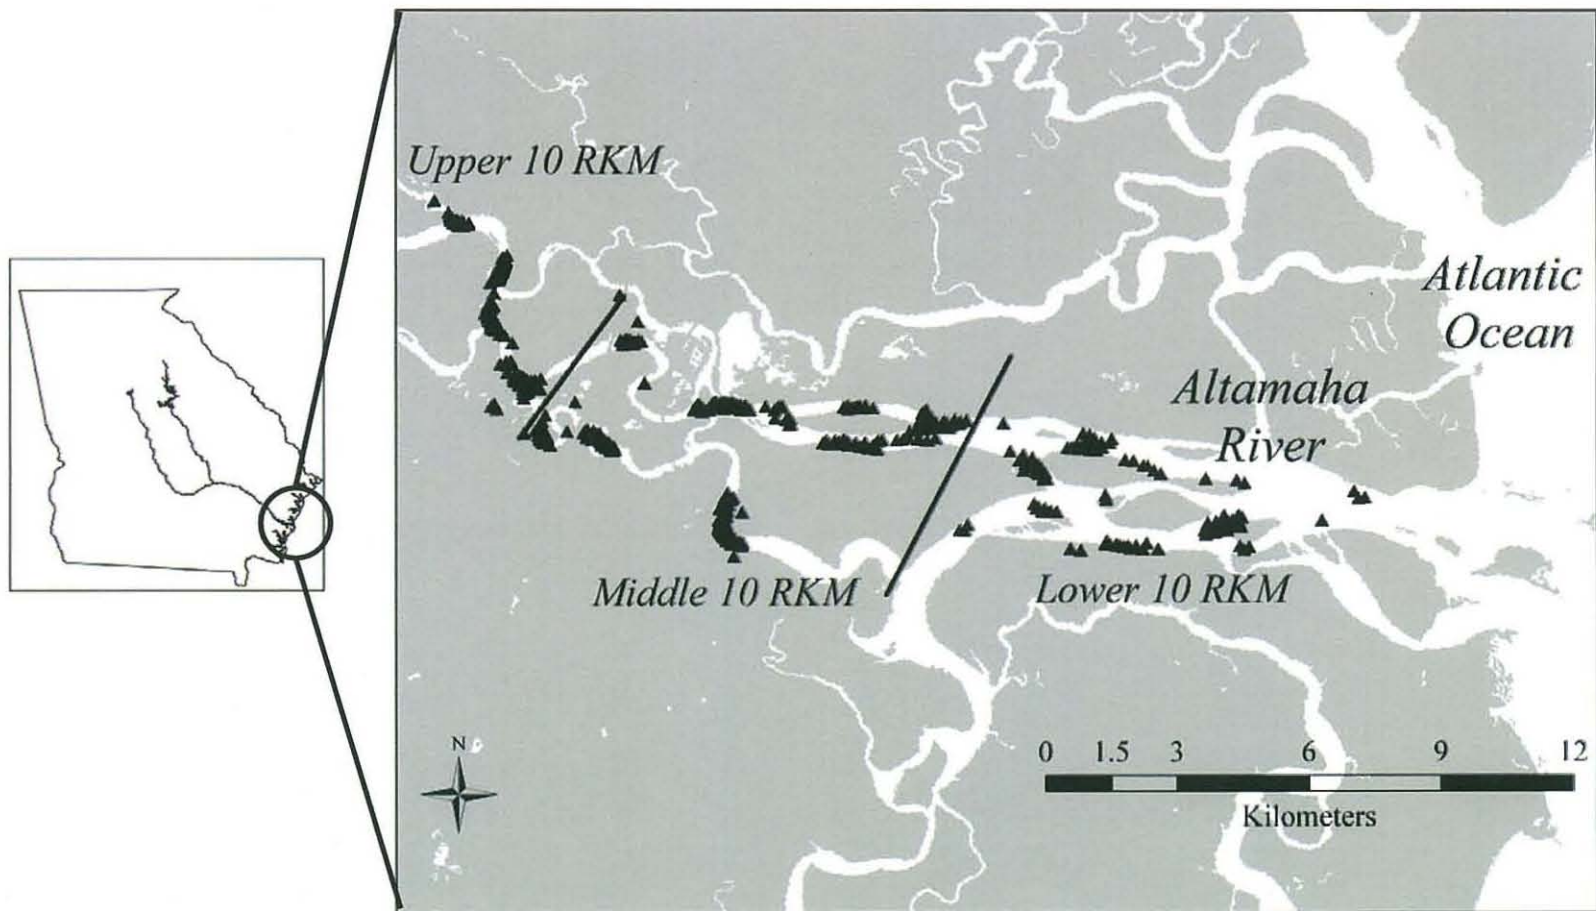 Upper 10 RKM
Atlantic
Ocean
Altamaha
River
Middle 10 RKM
Lower 10 RKM
N
0 1.5 3 6 9 12
Kilometers